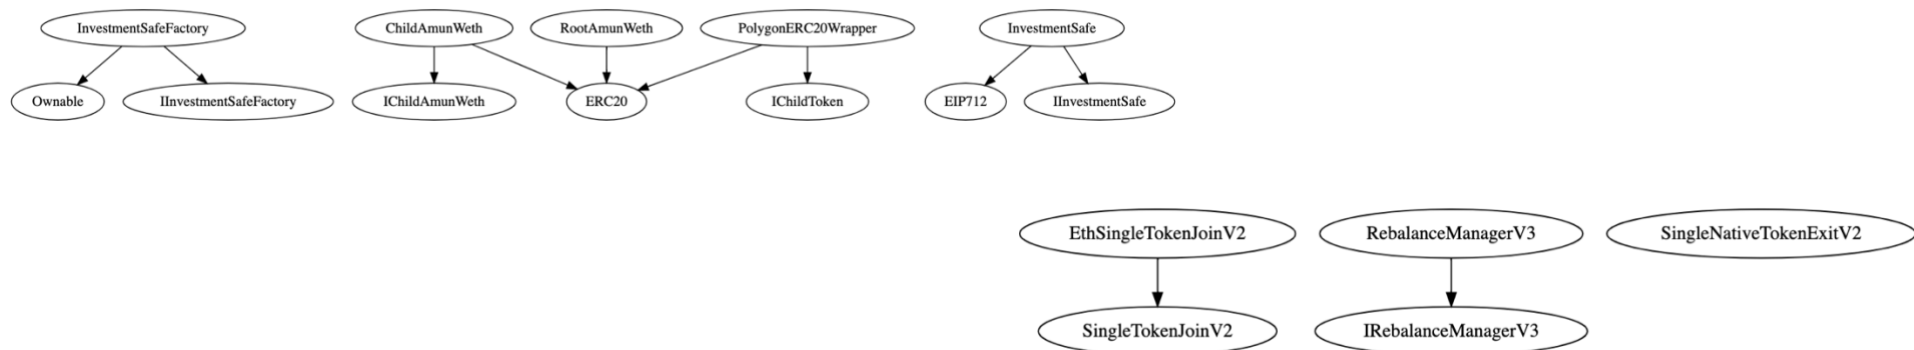 InvestmentSafeFactory
ChildAmunWeth
RootAmunWeth
PolygonERC20Wrapper
InvestmentSafe
Ownable
IInvestmentSafeFactory
IChildAmunWeth
ERC20
IChildToken
EIP712
IInvestmentSafe
EthSingleTokenJoinV2
RebalanceManagerV3
SingleNativeTokenExitV2
SingleTokenJoinV2
IRebalanceManagerV3